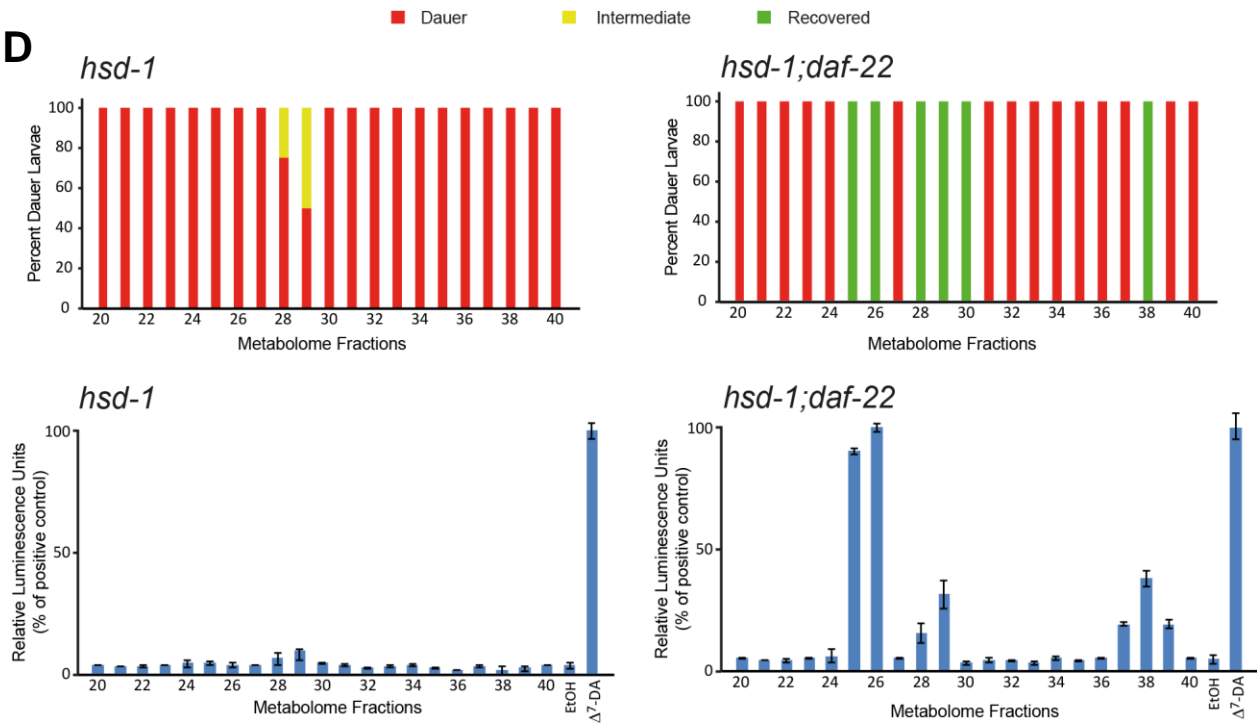 Dauer Intermediate Recovered
D
hsd-1
Percent Dauer Larvae
100
80
60
40
20
0
20 22 24 26 28 30 32 34 36 38 40
Metabolome Fractions
hsd-1;daf-22
Percent Dauer Larvae
100
80
60
40
20
0
20 22 24 26 28 30 32 34 36 38 40
Metabolome Fractions
hsd-1
Relative Luminescence Units
(% of positive control)
100
50
0
20 22 24 26 28 30 32 34 36 38 40 EtOH Δ⁷-DA
Metabolome Fractions
hsd-1;daf-22
Relative Luminescence Units
(% of positive control)
100
50
0
20 22 24 26 28 30 32 34 36 38 40 EtOH Δ⁷-DA
Metabolome Fractions